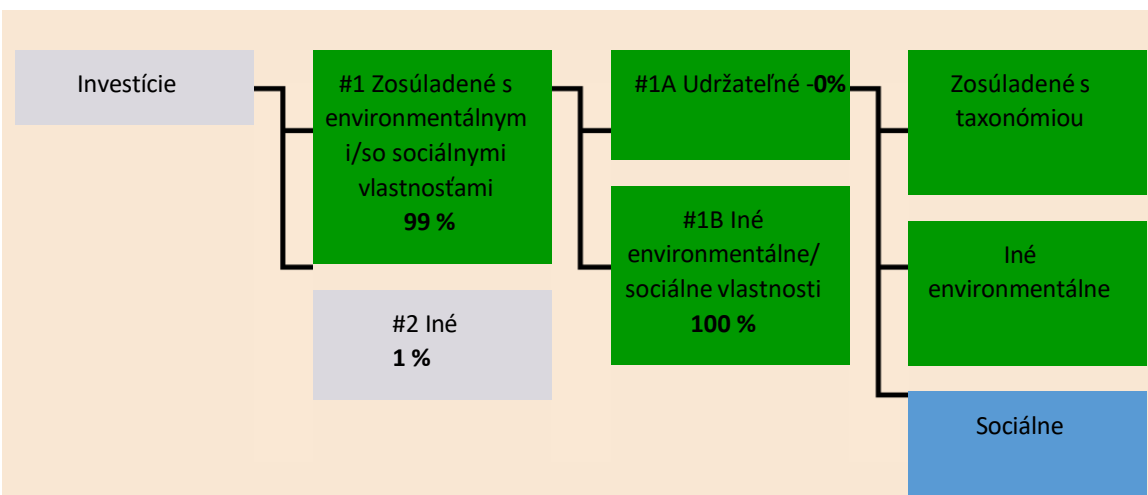 Investície
#1 Zosúladené s
environmentálnym
i/so sociálnymi
vlastnosťami
99 %
#2 Iné
1 %
#1A Udržateľné -0%
#1B Iné
environmentálne/
sociálne vlastnosti
100 %
Zosúladené s
taxonómiou
Iné
environmentálne
Sociálne